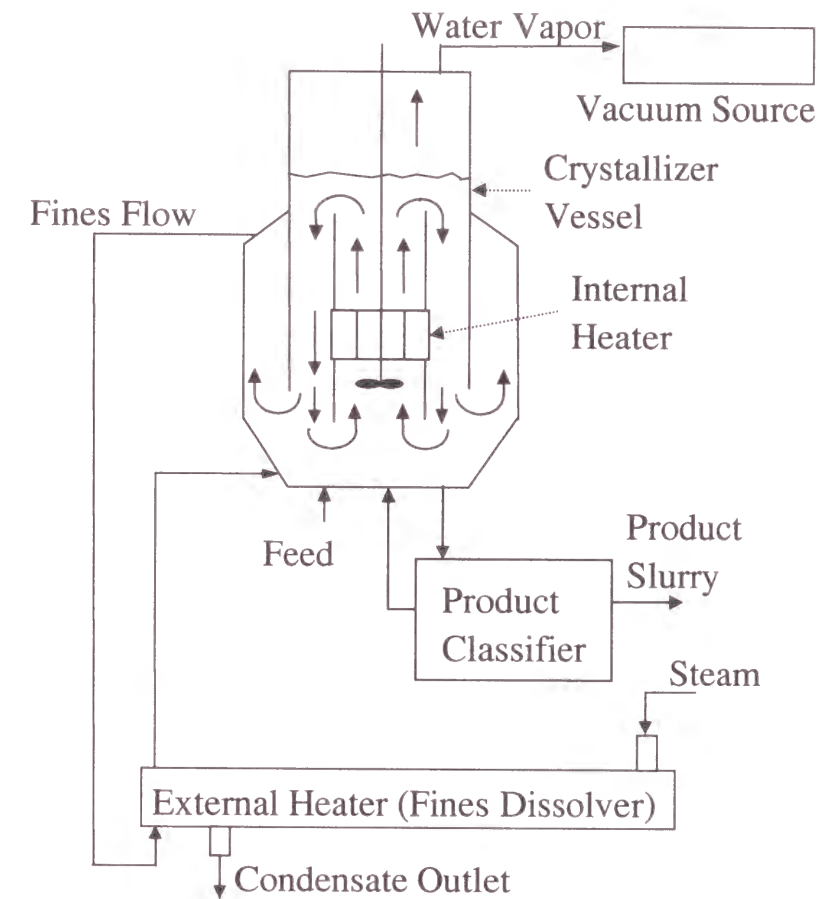 Water Vapor
Vacuum Source
Crystallizer
Vessel
Fines Flow
Internal
Heater
Feed
Product
Slurry
Product
Classifier
Steam
External Heater (Fines Dissolver)
Condensate Outlet